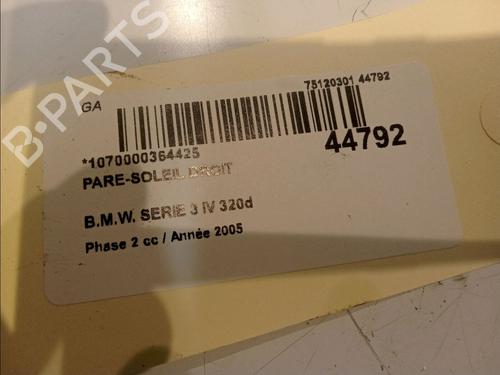 B-PARTS
GA
75120301 44792
*1070000364425
44792
PARE-SOLEIL DROIT
B.M.W. SERIE 3 IV 320d
Phase 2 cc / Année 2005